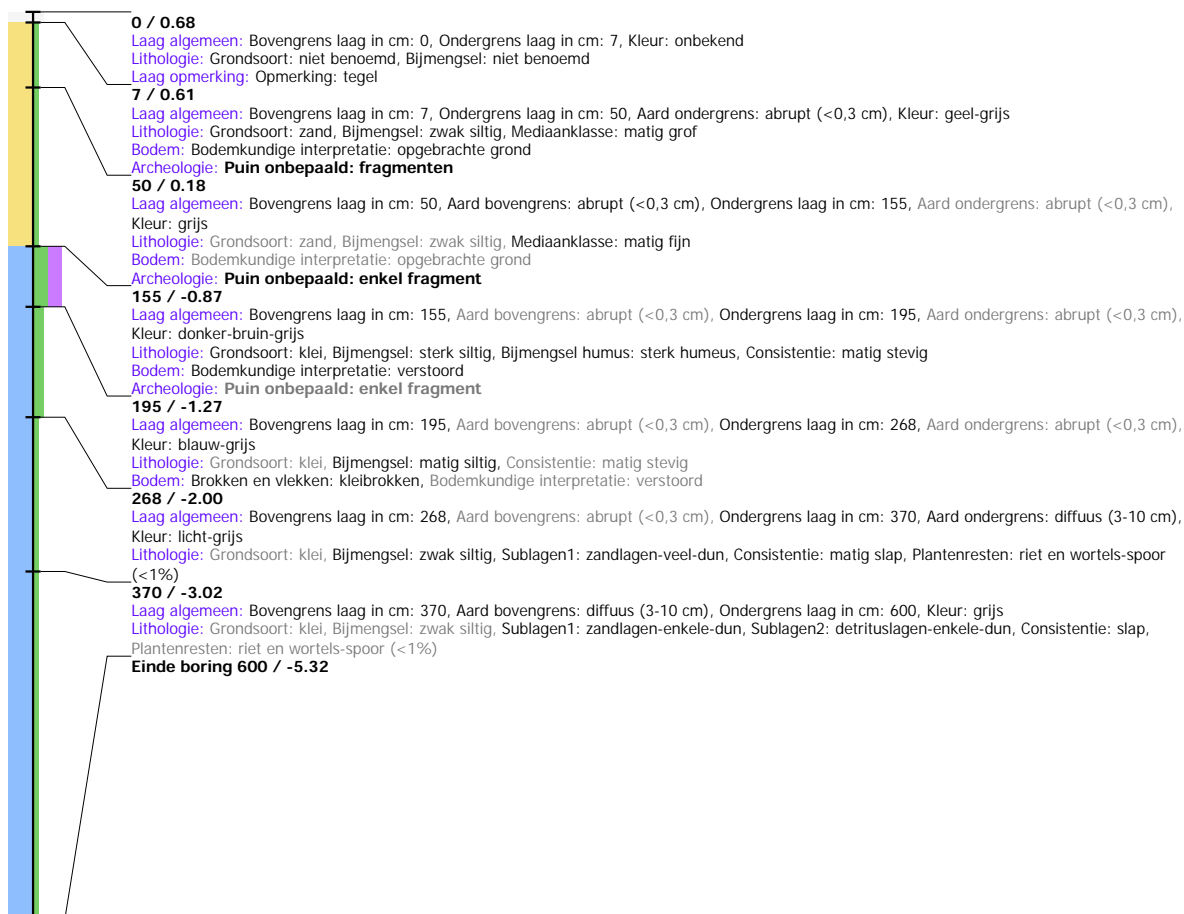 0 / 0.68
Laag algemeen: Bovengrens laag in cm: 0, Ondergrens laag in cm: 7, Kleur: onbekend
Lithologie: Grondsoort: niet benoemd, Bijmengsel: niet benoemd
Laag opmerking: Opmerking: tegel
7 / 0.61
Laag algemeen: Bovengrens laag in cm: 7, Ondergrens laag in cm: 50, Aard ondergrens: abrupt (<0,3 cm), Kleur: geel-grijs
Lithologie: Grondsoort: zand, Bijmengsel: zwak siltig, Mediaanklasse: matig grof
Bodem: Bodemkundige interpretatie: opgebrachte grond
Archeologie: Puin onbepaald: fragmenten
50 / 0.18
Laag algemeen: Bovengrens laag in cm: 50, Aard bovengrens: abrupt (<0,3 cm), Ondergrens laag in cm: 155, Aard ondergrens: abrupt (<0,3 cm),
Kleur: grijs
Lithologie: Grondsoort: zand, Bijmengsel: zwak siltig, Mediaanklasse: matig fijn
Bodem: Bodemkundige interpretatie: opgebrachte grond
Archeologie: Puin onbepaald: enkel fragment
155 / -0.87
Laag algemeen: Bovengrens laag in cm: 155, Aard bovengrens: abrupt (<0,3 cm), Ondergrens laag in cm: 195, Aard ondergrens: abrupt (<0,3 cm),
Kleur: donker-bruin-grijs
Lithologie: Grondsoort: klei, Bijmengsel: sterk siltig, Bijmengsel humus: sterk humeus, Consistentie: matig stevig
Bodem: Bodemkundige interpretatie: verstoord
Archeologie: Puin onbepaald: enkel fragment
195 / -1.27
Laag algemeen: Bovengrens laag in cm: 195, Aard bovengrens: abrupt (<0,3 cm), Ondergrens laag in cm: 268, Aard ondergrens: abrupt (<0,3 cm),
Kleur: blauw-grijs
Lithologie: Grondsoort: klei, Bijmengsel: matig siltig, Consistentie: matig stevig
Bodem: Brokken en vlekken: kleibrokken, Bodemkundige interpretatie: verstoord
268 / -2.00
Laag algemeen: Bovengrens laag in cm: 268, Aard bovengrens: abrupt (<0,3 cm), Ondergrens laag in cm: 370, Aard ondergrens: diffuus (3-10 cm),
Kleur: licht-grijs
Lithologie: Grondsoort: klei, Bijmengsel: zwak siltig, Sublagen1: zandlagen-veel-dun, Consistentie: matig slap, Plantenresten: riet en wortels-spoor
(<1%)
370 / -3.02
Laag algemeen: Bovengrens laag in cm: 370, Aard bovengrens: diffuus (3-10 cm), Ondergrens laag in cm: 600, Kleur: grijs
Lithologie: Grondsoort: klei, Bijmengsel: zwak siltig, Sublagen1: zandlagen-enkele-dun, Sublagen2: detrituslagen-enkele-dun, Consistentie: slap,
Plantenresten: riet en wortels-spoor (<1%)
Einde boring 600 / -5.32